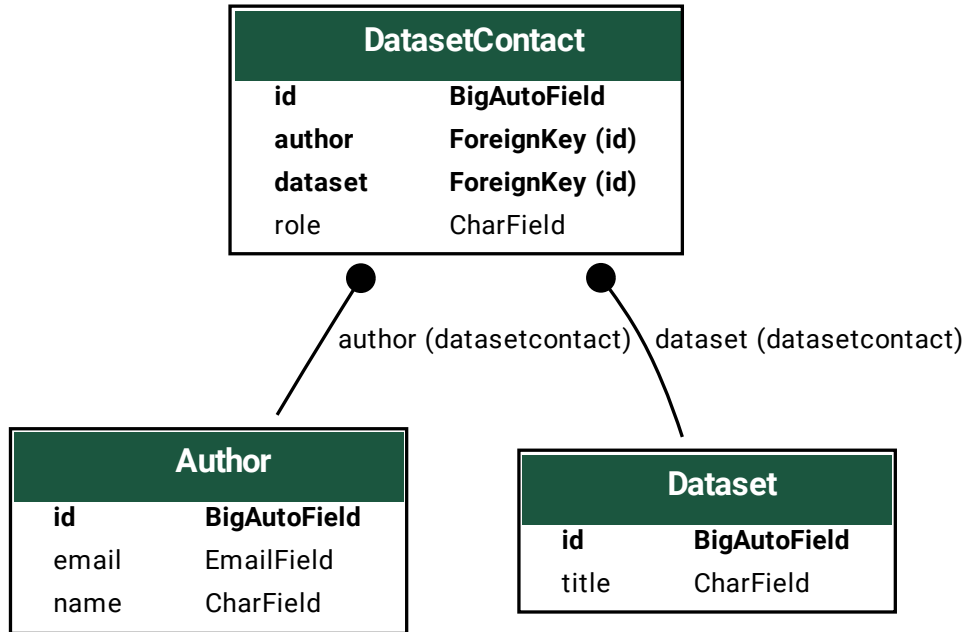 DatasetContact
id BigAutoField
author ForeignKey (id)
dataset ForeignKey (id)
role CharField
author (datasetcontact) dataset (datasetcontact)
Author
id BigAutoField
email EmailField
name CharField
Dataset
id BigAutoField
title CharField